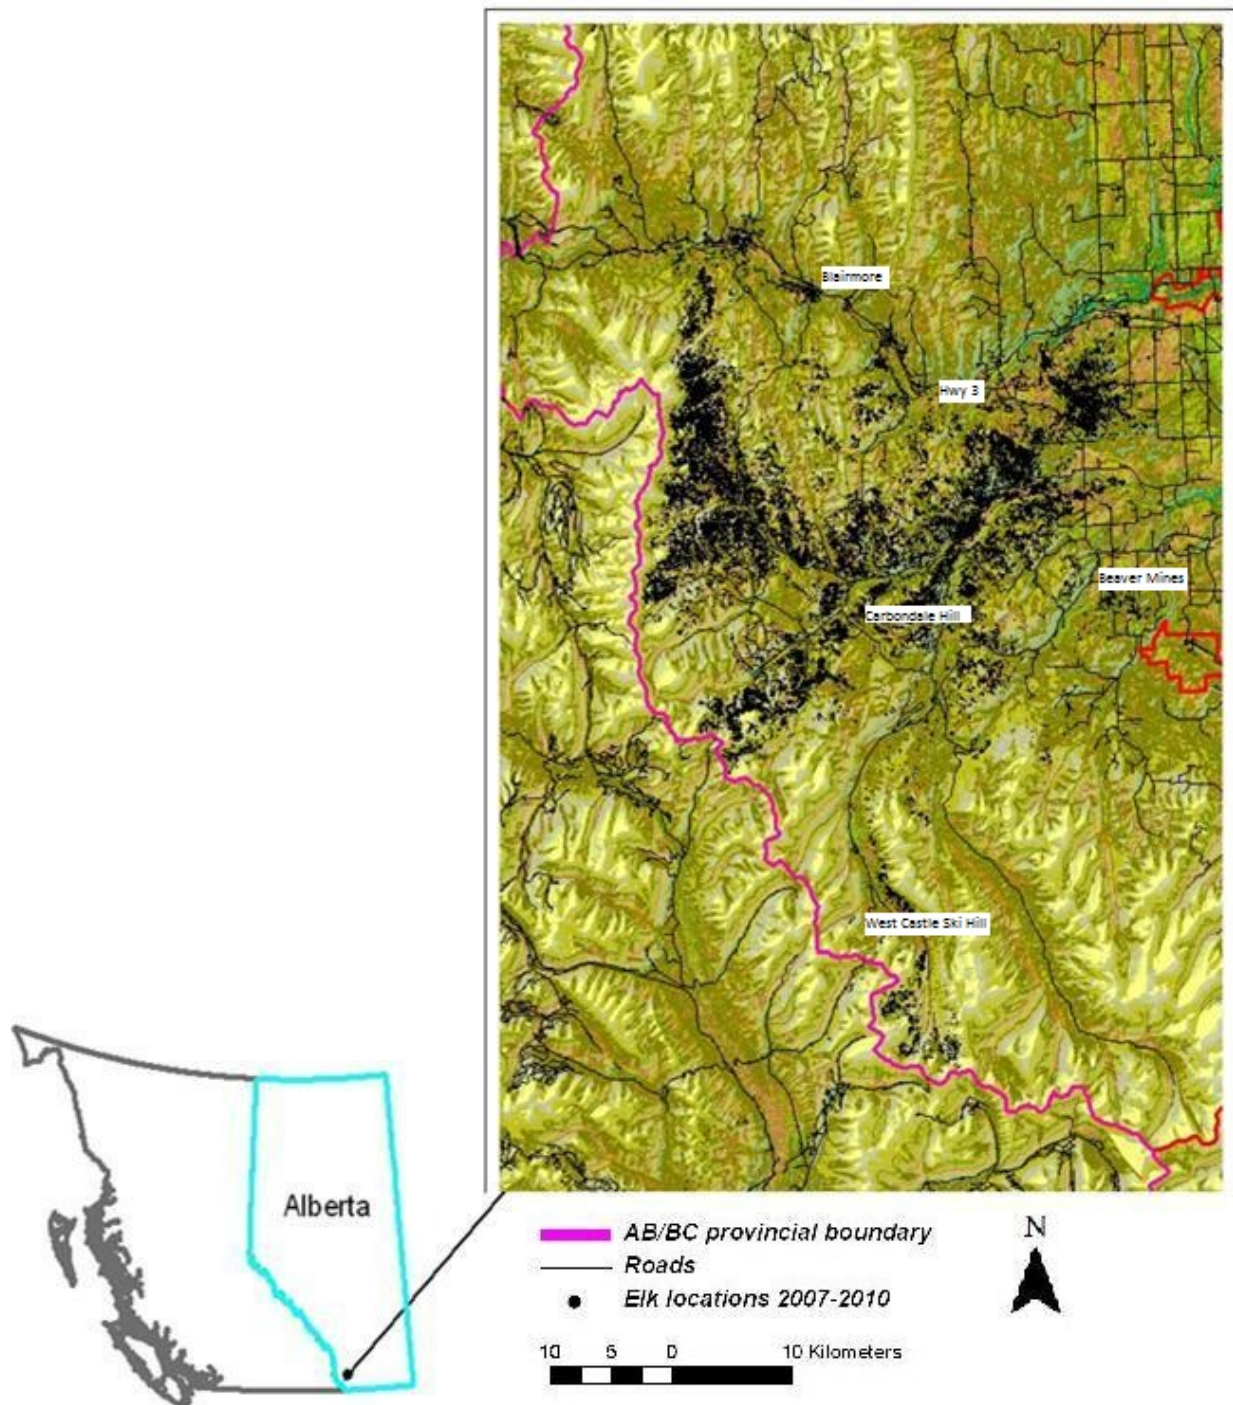 Blairmore
Hwy 3
Beaver Mines
Carbondale Hill
West Castle Ski Hill
Alberta
AB/BC provincial boundary
Roads
Elk locations 2007-2010
N
10 5 0 10 Kilometers